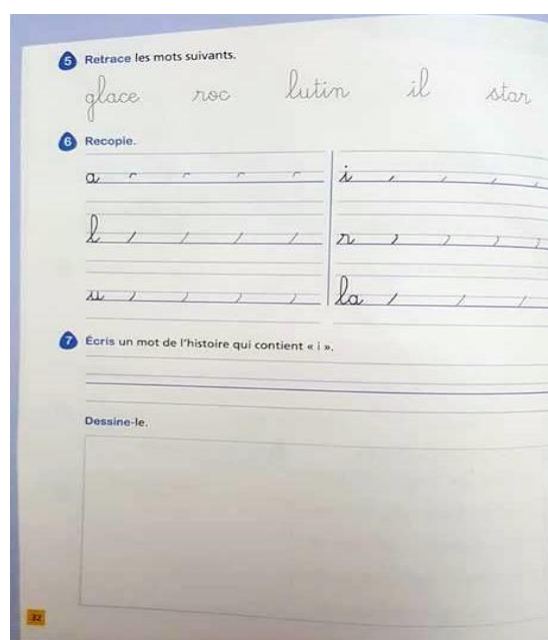 5 Retrace les mots suivants.
glace roc lutin il star
6 Recopie.
a i
l r
u la
7 Écris un mot de l'histoire qui contient « i ».
Dessine-le.
32